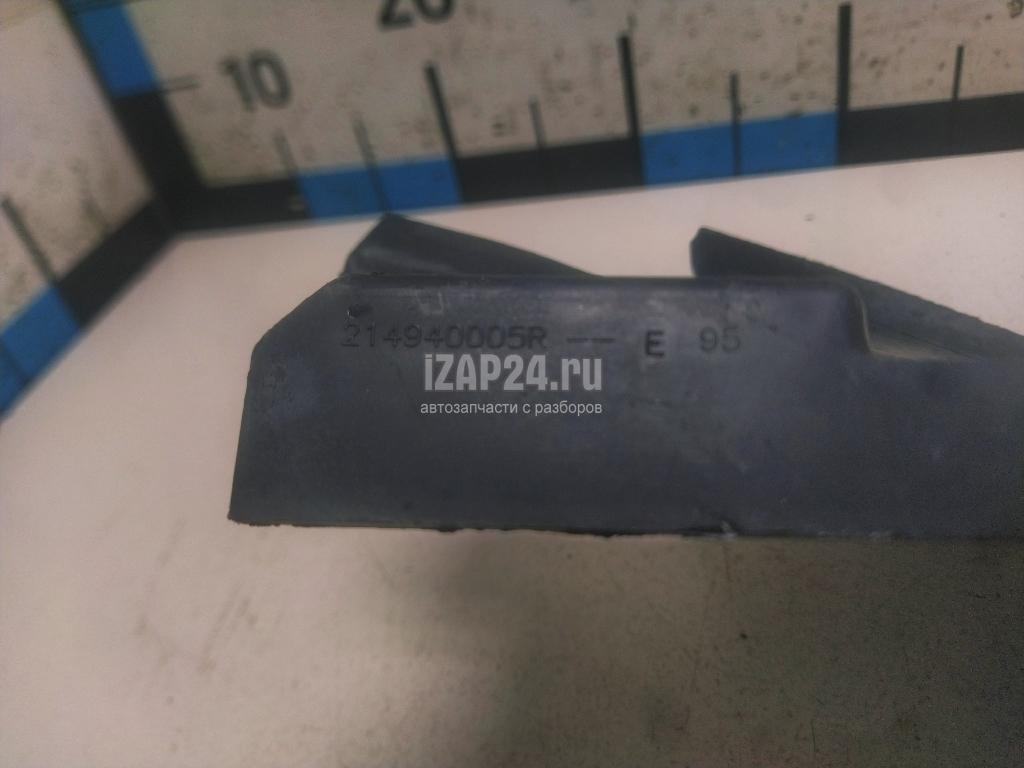 20
10
214940005R -- E 95
iZAP24.ru
автозапчасти с разборов